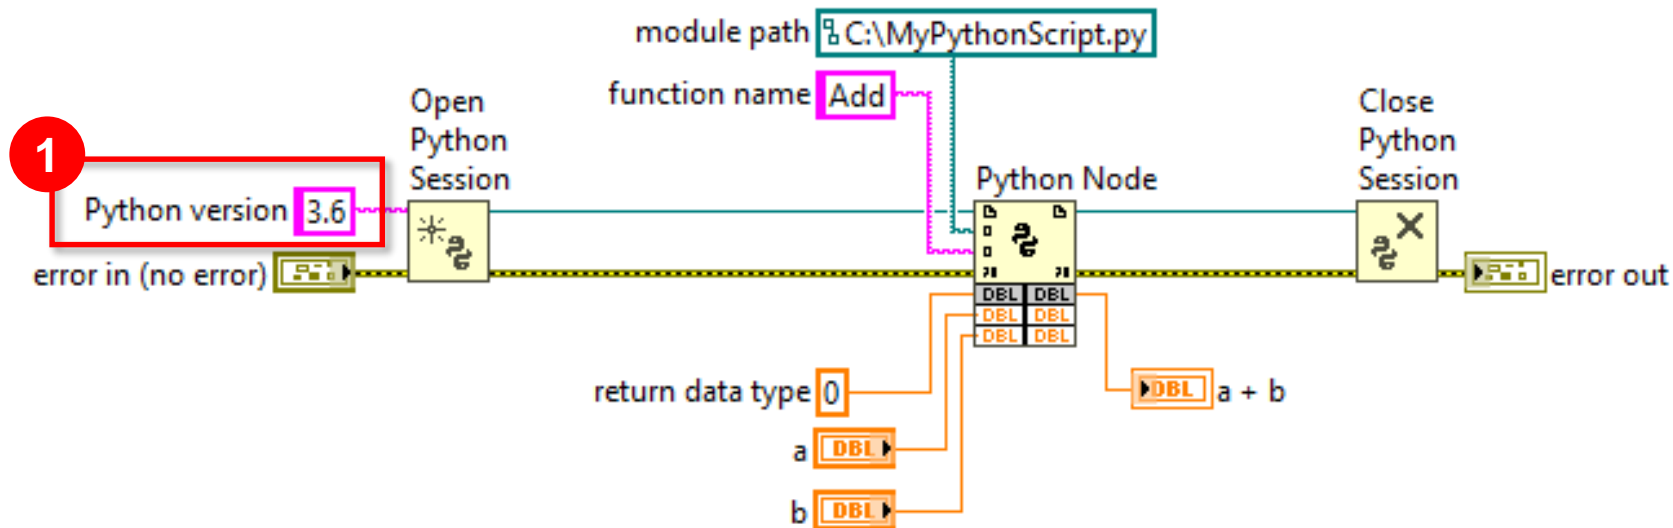 module path C:\MyPythonScript.py
function name Add
Open
Python
Session
Close
Python
Session
1
Python version 3.6
Python Node
error in (no error)
error out
DBL DBL
DBL DBL
DBL DBL
return data type 0
DBL a + b
a DBL
b DBL